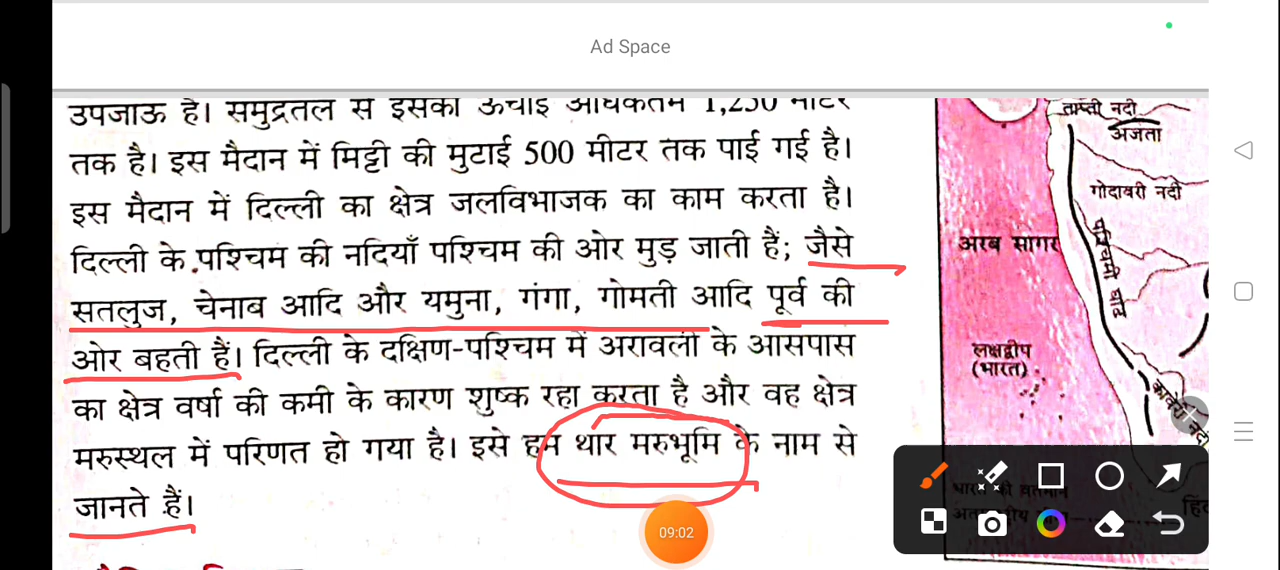 Ad Space
उपजाऊ है। समुद्रतल से इसकी ऊँचाई अधिकतम 1,250 मीटर
तक है। इस मैदान में मिट्टी की मुटाई 500 मीटर तक पाई गई है।
इस मैदान में दिल्ली का क्षेत्र जलविभाजक का काम करता है।
दिल्ली के पश्चिम की नदियाँ पश्चिम की ओर मुड़ जाती हैं; जैसे
सतलुज, चेनाब आदि और यमुना, गंगा, गोमती आदि पूर्व की
ओर बहती हैं। दिल्ली के दक्षिण-पश्चिम में अरावली के आसपास
का क्षेत्र वर्षा की कमी के कारण शुष्क रहा करता है और वह क्षेत्र
मरुस्थल में परिणत हो गया है। इसे हम थार मरुभूमि के नाम से
जानते हैं।
ताप्ती नदी
अजंता
गोदावरी नदी
अरब सागर
पश्चिमी घाट
लक्षद्वीप
(भारत)
कावेरी
09:02